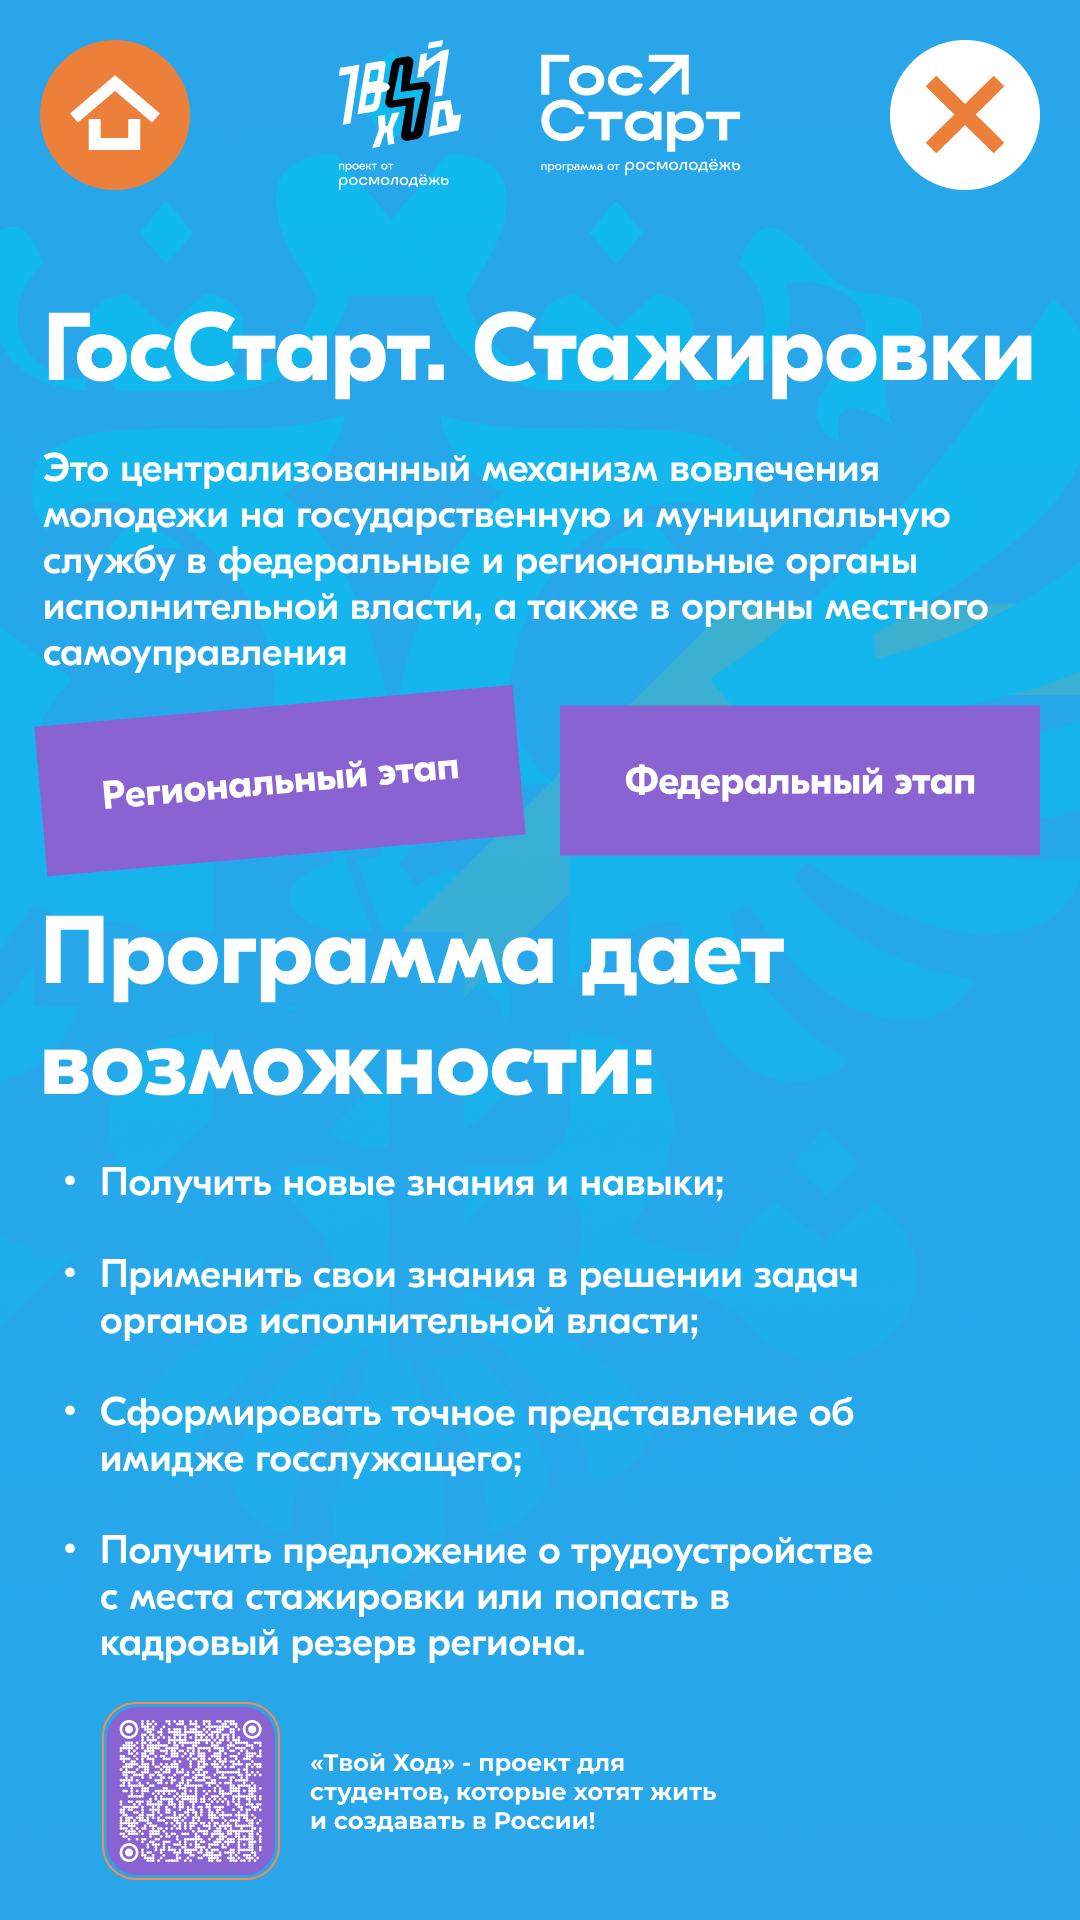 ТВОЙ
ХОД
проект от
росмолодёжь
Гос
Старт
программа от росмолодёжь
ГосСтарт. Стажировки
Это централизованный механизм вовлечения
молодежи на государственную и муниципальную
службу в федеральные и региональные органы
исполнительной власти, а также в органы местного
самоуправления
Региональный этап
Федеральный этап
Программа дает
возможности:
• Получить новые знания и навыки;
• Применить свои знания в решении задач
органов исполнительной власти;
• Сформировать точное представление об
имидже госслужащего;
• Получить предложение о трудоустройстве
с места стажировки или попасть в
кадровый резерв региона.
«Твой Ход» - проект для
студентов, которые хотят жить
и создавать в России!